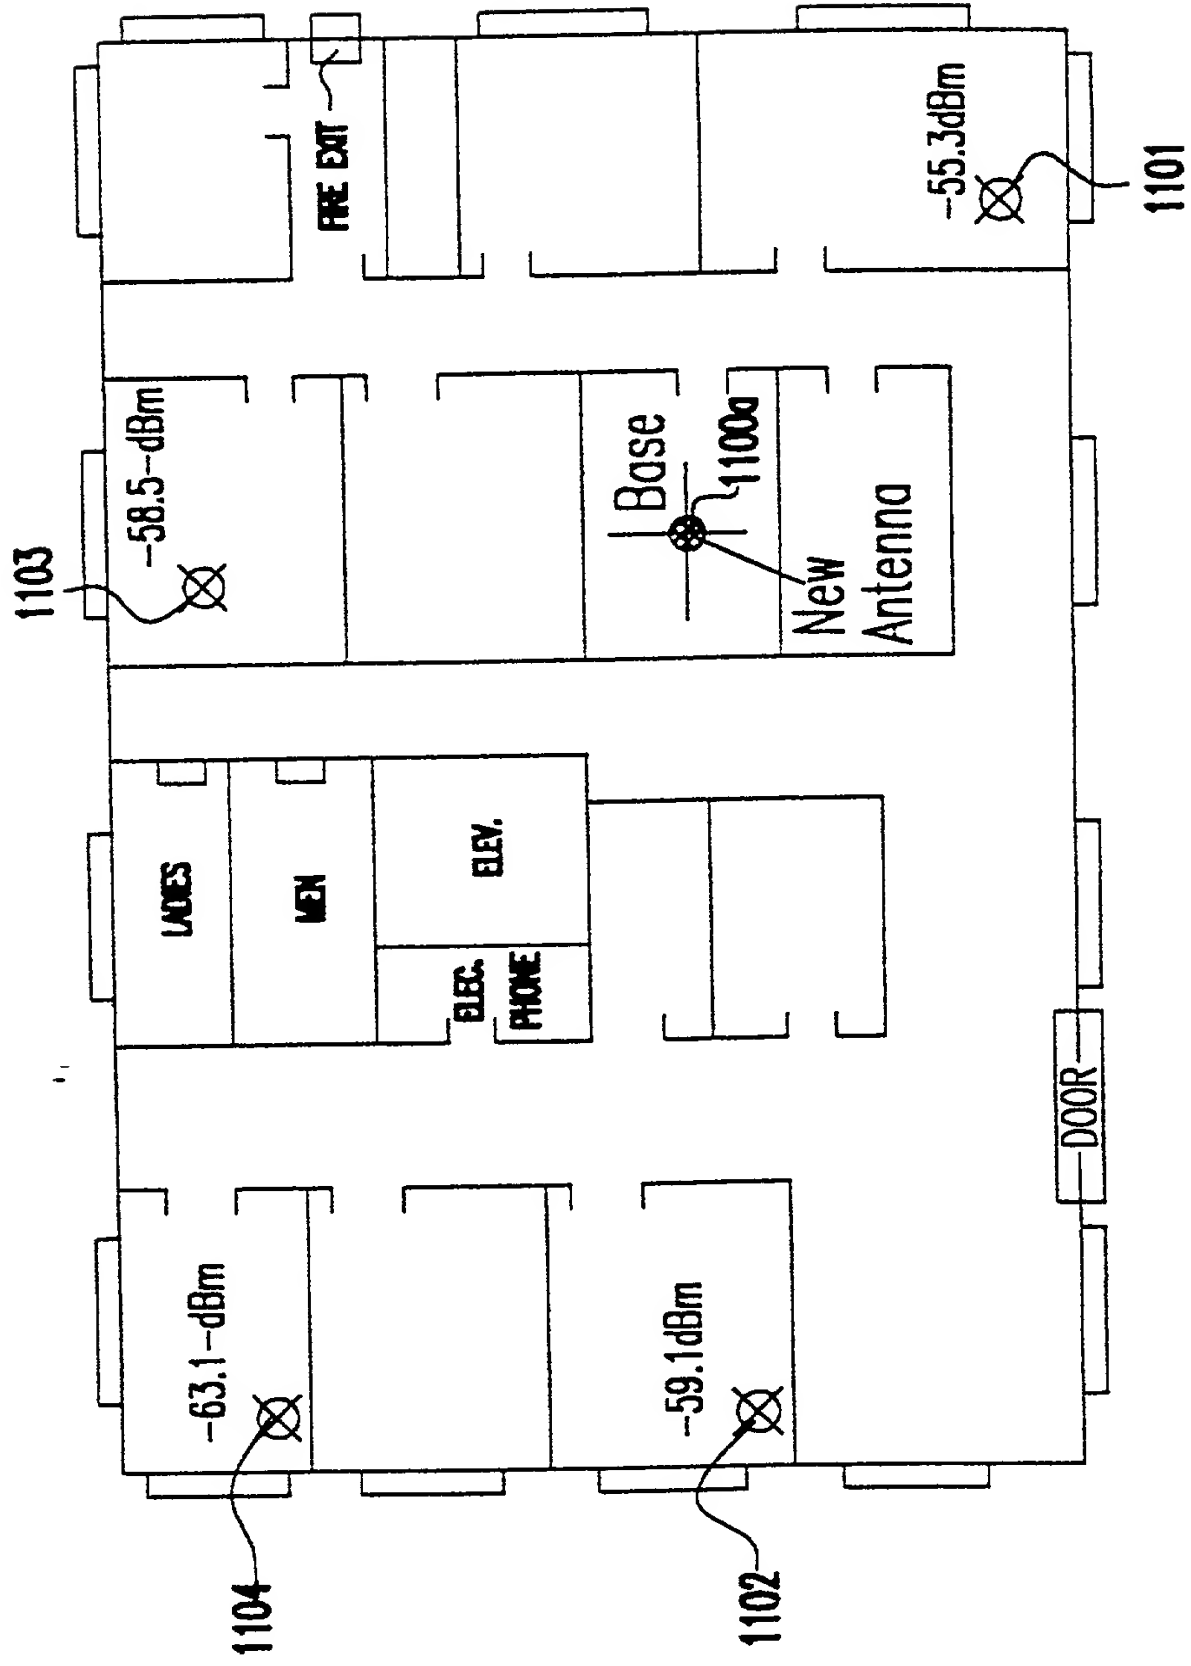 1104
-63.1-dBm
LADIES
MEN
ELEC.
PHONE
ELEV.
1103
-58.5-dBm
FIRE EXIT
1102
-59.1dBm
DOOR
Base
1100a
New
Antenna
-55.3dBm
1101